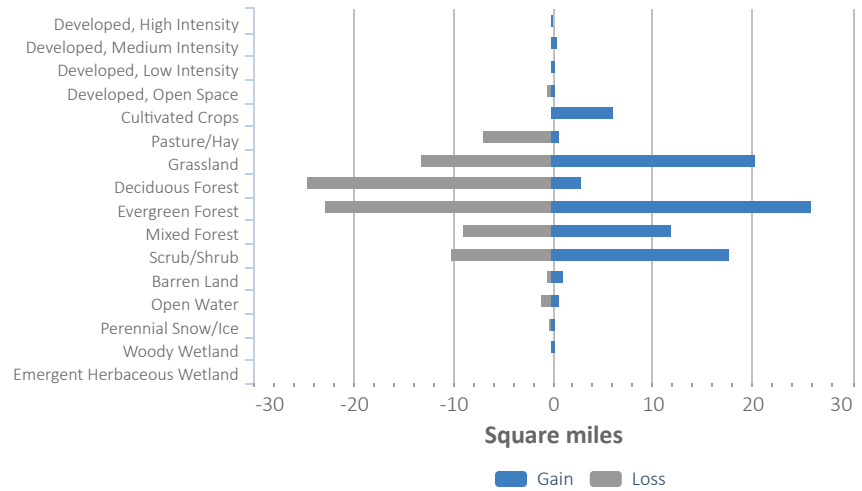 Developed, High Intensity
Developed, Medium Intensity
Developed, Low Intensity
Developed, Open Space
Cultivated Crops
Pasture/Hay
Grassland
Deciduous Forest
Evergreen Forest
Mixed Forest
Scrub/Shrub
Barren Land
Open Water
Perennial Snow/Ice
Woody Wetland
Emergent Herbaceous Wetland
-30 -20 -10 0 10 20 30
Square miles
Gain Loss